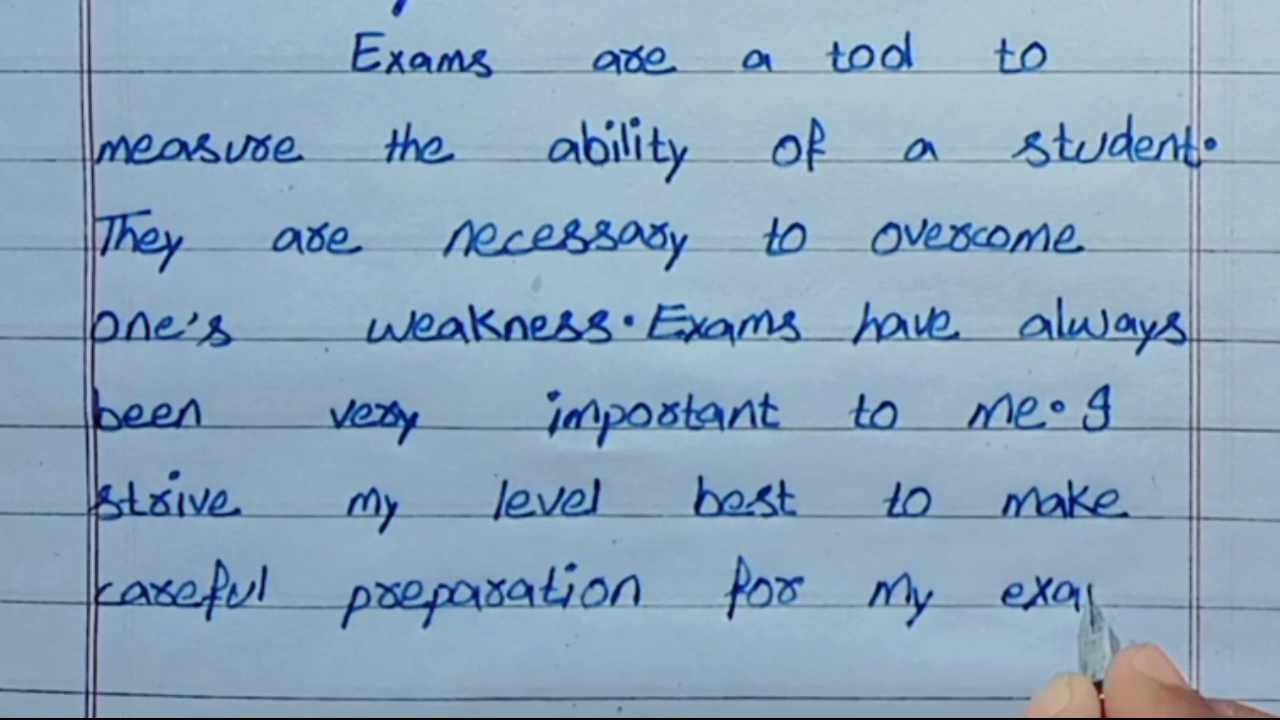 Exams are a tool to
measure the ability of a student.
They are necessary to overcome
one's weakness. Exams have always
been very important to me. I
strive my level best to make
careful preparation for my exa